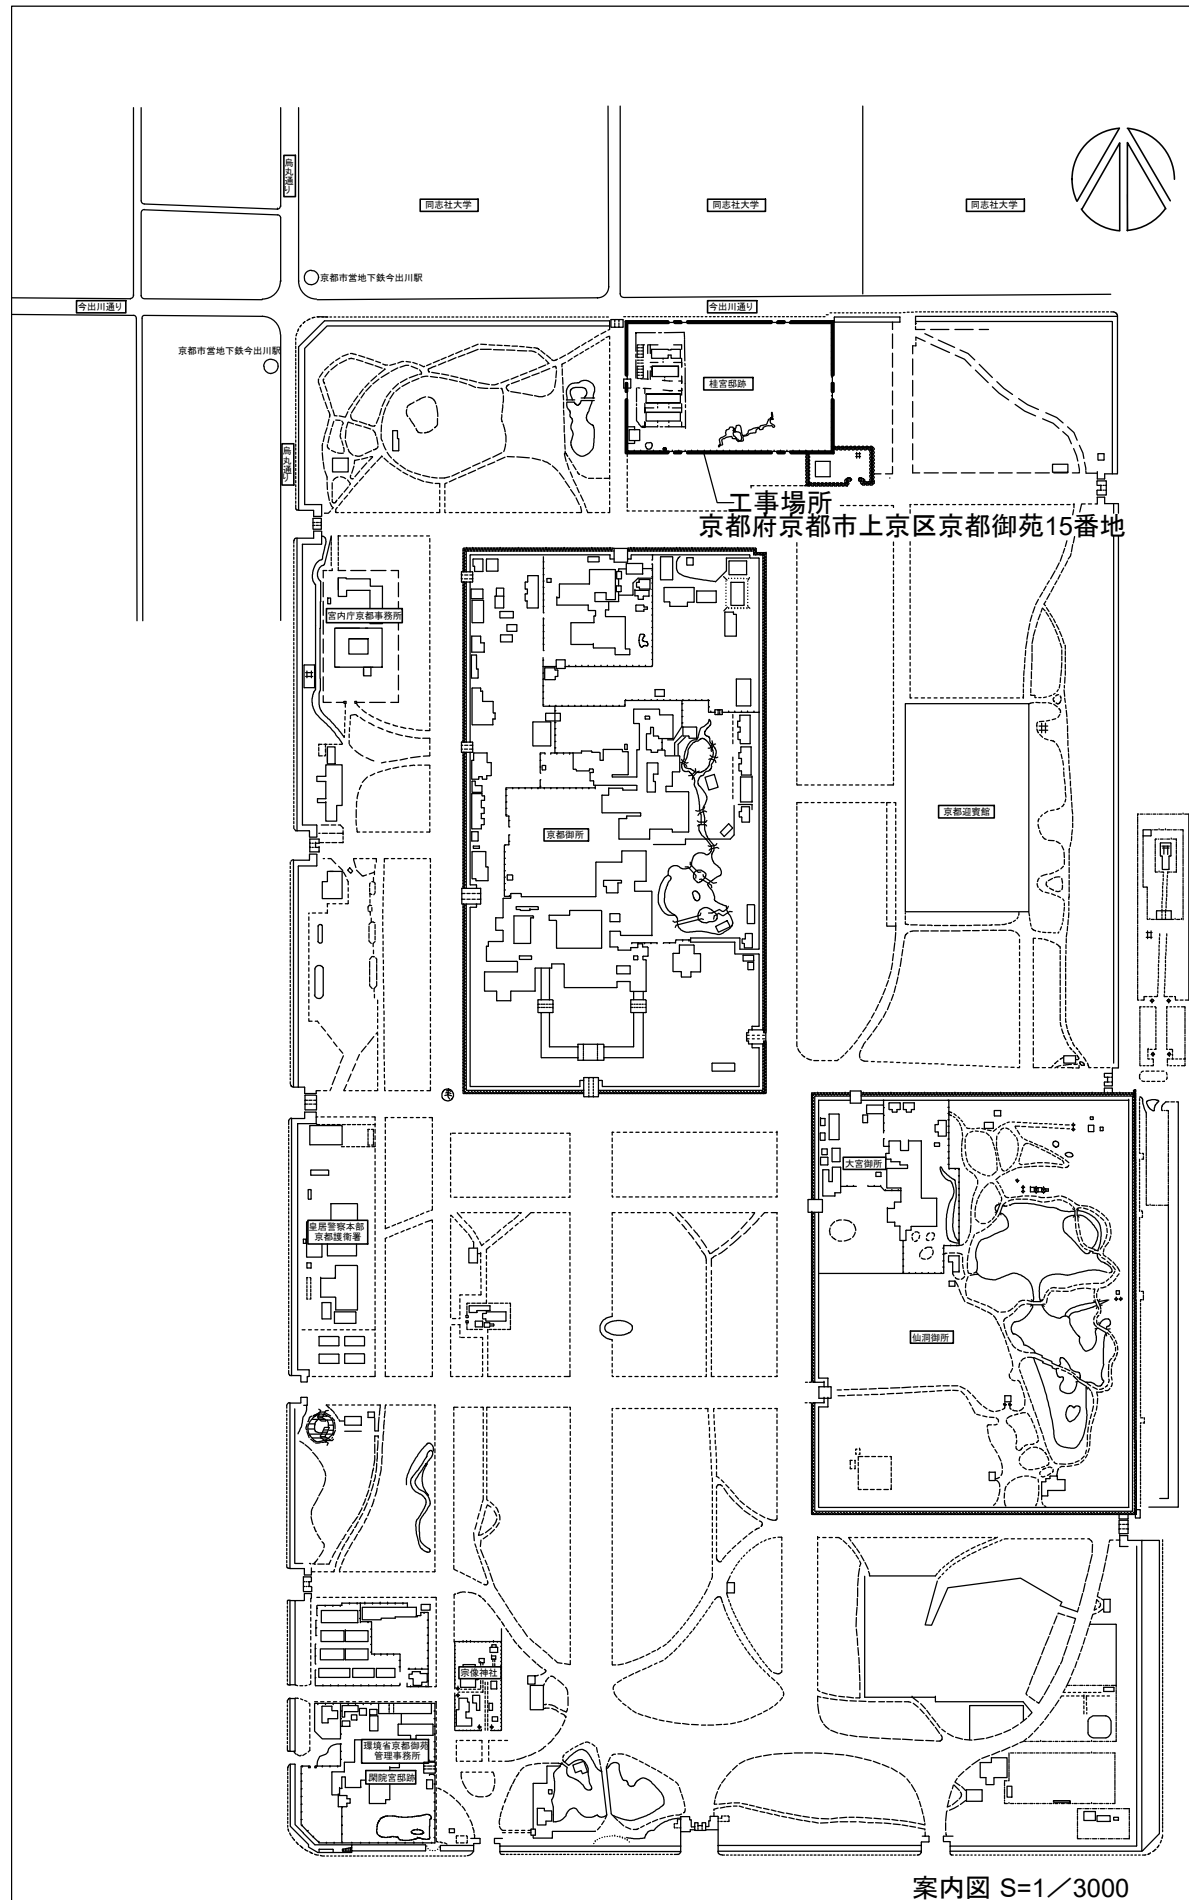 烏丸通り
同志社大学
同志社大学
同志社大学
京都市営地下鉄今出川駅
今出川通り
今出川通り
京都市営地下鉄今出川駅
桂宮邸跡
烏丸通り
工事場所
京都府京都市上京区京都御苑15番地
宮内庁京都事務所
京都御所
京都迎賓館
大宮御所
皇居警察本部
京都護衛署
仙洞御所
宗像神社
環境省京都御苑
管理事務所
閑院宮邸跡
案内図 S=1／3000